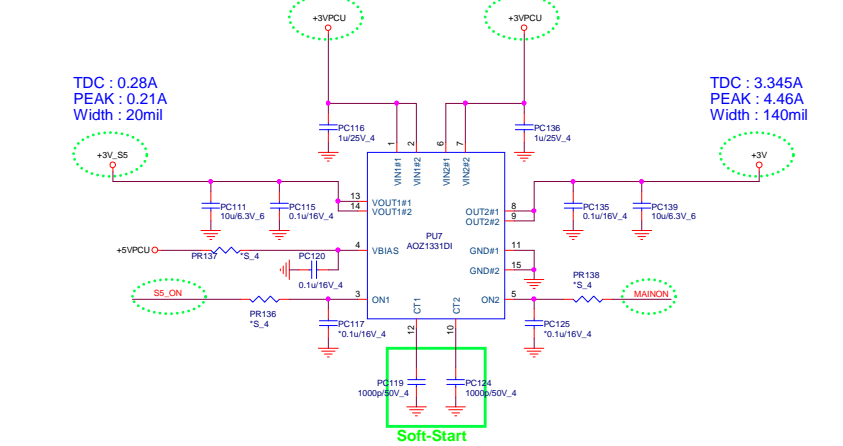 +3VPCU
+3VPCU
TDC : 0.28A
PEAK : 0.21A
Width : 20mil
TDC : 3.345A
PEAK : 4.46A
Width : 140mil
PC116
1u/25V_4
PC136
1u/25V_4
1
2
6
7
VIN1#1
VIN1#2
VIN2#1
VIN2#2
+3V_S5
+3V
13
14
VOUT1#1
VOUT1#2
8
9
OUT2#1
OUT2#2
PC111
10u/6.3V_6
PC115
0.1u/16V_4
PC135
0.1u/16V_4
PC139
10u/6.3V_6
PU7
AOZ1331DI
+5VPCU
PR137
*S_4
PC120
0.1u/16V_4
4
VBIAS
GND#1
11
GND#2
15
S5_ON
PR136
*S_4
3
ON1
ON2
5
PR138
*S_4
MAINON
PC117
*0.1u/16V_4
PC125
*0.1u/16V_4
CT1
CT2
12
10
PC119
1000p/50V_4
PC124
1000p/50V_4
Soft-Start